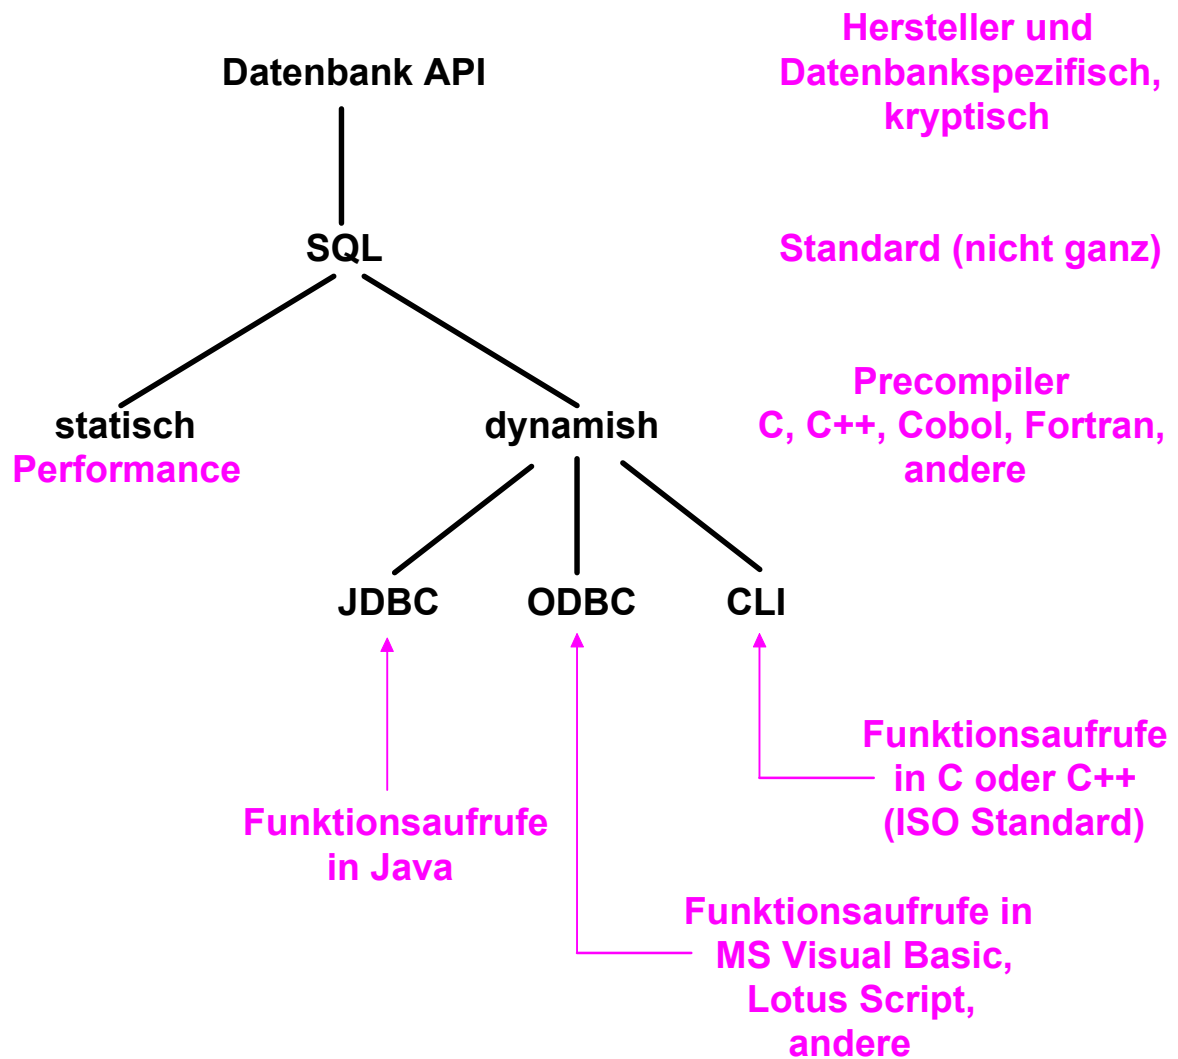 Hersteller und
Datenbank API
Datenbankspezifisch,
kryptisch
SQL
Standard (nicht ganz)
Precompiler
statisch
dynamish
C, C++, Cobol, Fortran,
Performance
andere
JDBC
ODBC
CLI
Funktionsaufrufe
in C oder C++
(ISO Standard)
Funktionsaufrufe
in Java
Funktionsaufrufe in
MS Visual Basic,
Lotus Script,
andere